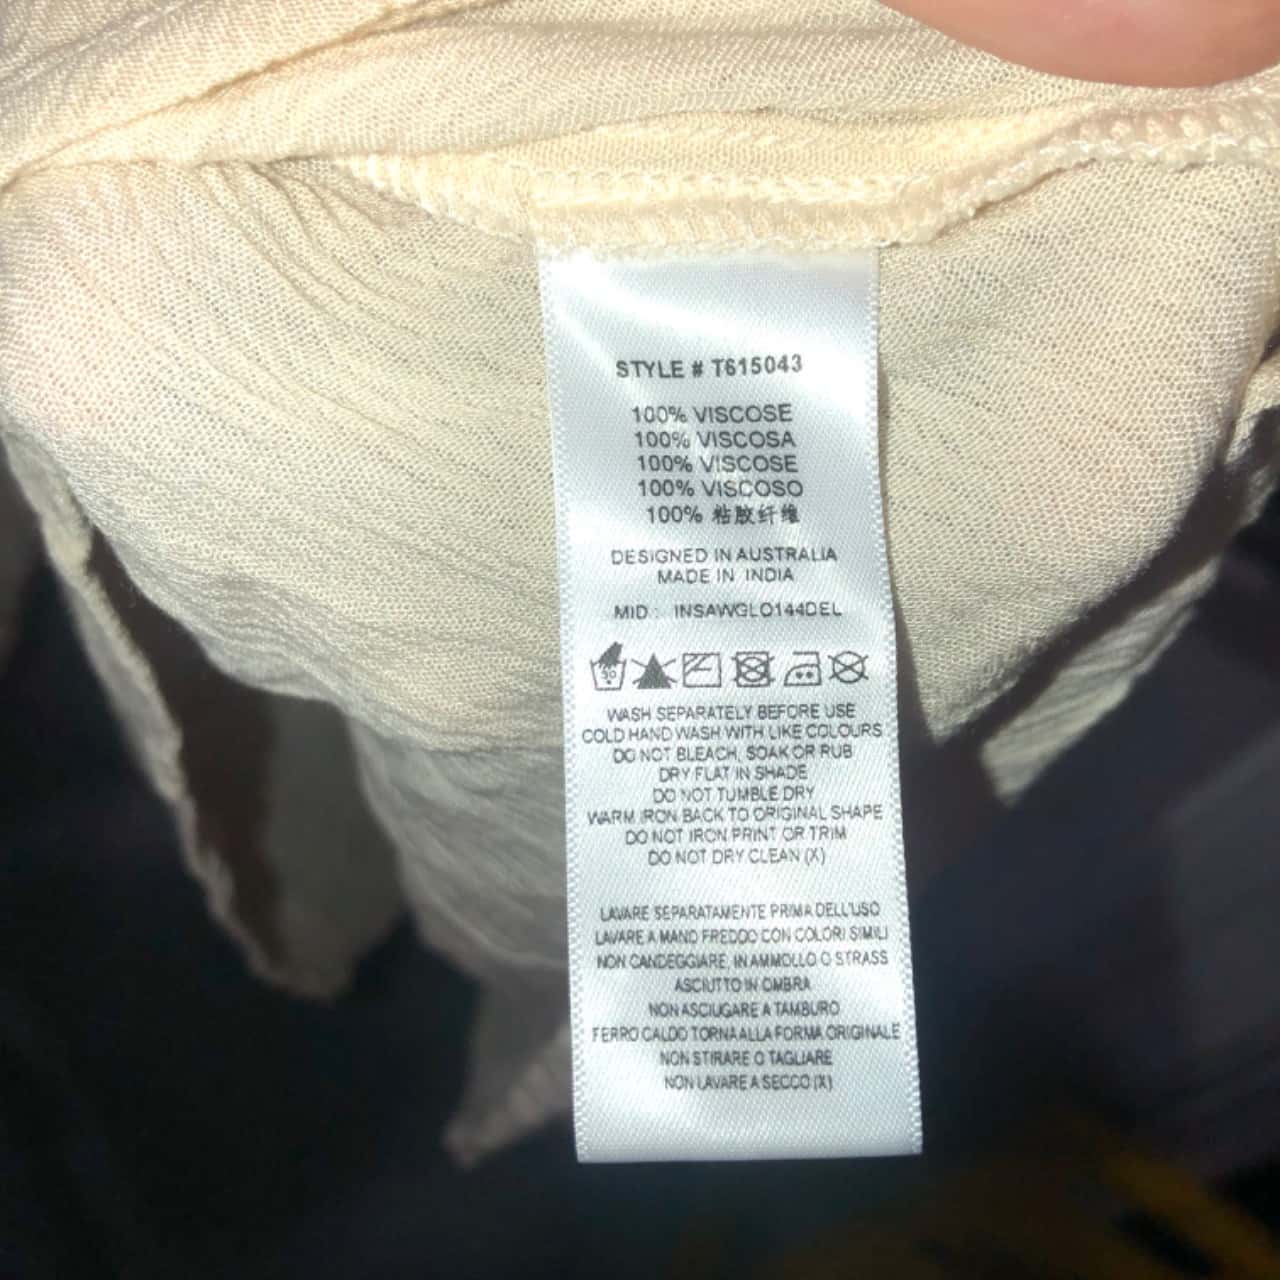 STYLE # T615043
100% VISCOSE
100% VISCOSA
100% VISCOSE
100% VISCOSO
100% 粘胶纤维
DESIGNED IN AUSTRALIA
MADE IN INDIA
MID : INSAWGLO144DEL
30
WASH SEPARATELY BEFORE USE
COLD HAND WASH WITH LIKE COLOURS
DO NOT BLEACH, SOAK OR RUB
DRY FLAT IN SHADE
DO NOT TUMBLE DRY
WARM IRON BACK TO ORIGINAL SHAPE
DO NOT IRON PRINT OR TRIM
DO NOT DRY CLEAN (X)
LAVARE SEPARATAMENTE PRIMA DELL'USO
LAVARE A MANO FREDDO CON COLORI SIMILI
NON CANDEGGIARE, IN AMMOLLO O STRASS
ASCIUTTO IN OMBRA
NON ASCIUGARE A TAMBURO
FERRO CALDO TORNA ALLA FORMA ORIGINALE
NON STIRARE O TAGLIARE
NON LAVARE A SECCO (X)